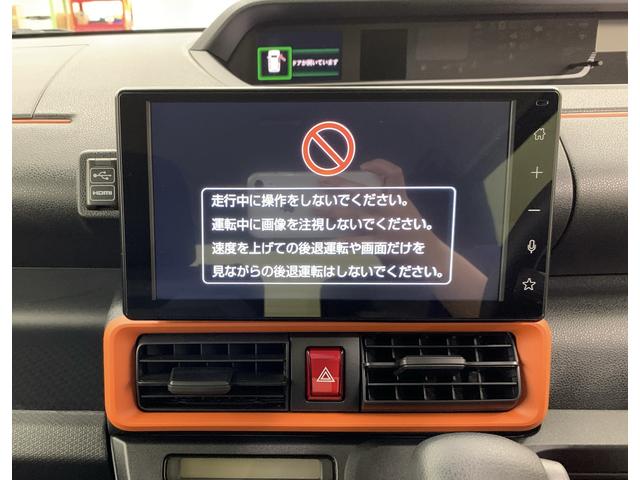 ドアが開いています
HDMI
走行中に操作をしないでください。
運転中に画像を注視しないでください。
速度を上げての後退運転や画面だけを
見ながらの後退運転はしないでください。